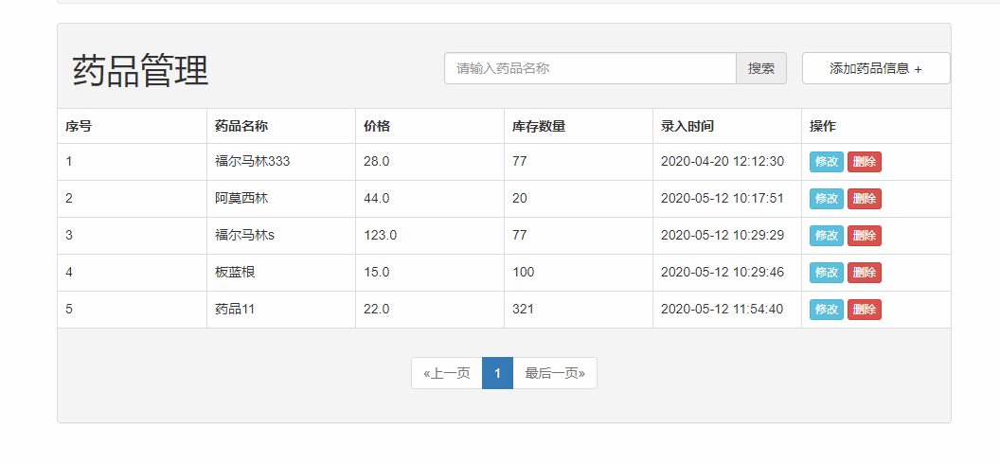 药品管理 请输入药品名称 搜索 添加药品信息 +
序号 药品名称 价格 库存数量 录入时间 操作
1 福尔马林333 28.0 77 2020-04-20 12:12:30 修改 删除
2 阿莫西林 44.0 20 2020-05-12 10:17:51 修改 删除
3 福尔马林s 123.0 77 2020-05-12 10:29:29 修改 删除
4 板蓝根 15.0 100 2020-05-12 10:29:46 修改 删除
5 药品11 22.0 321 2020-05-12 11:54:40 修改 删除
«上一页 1 最后一页»